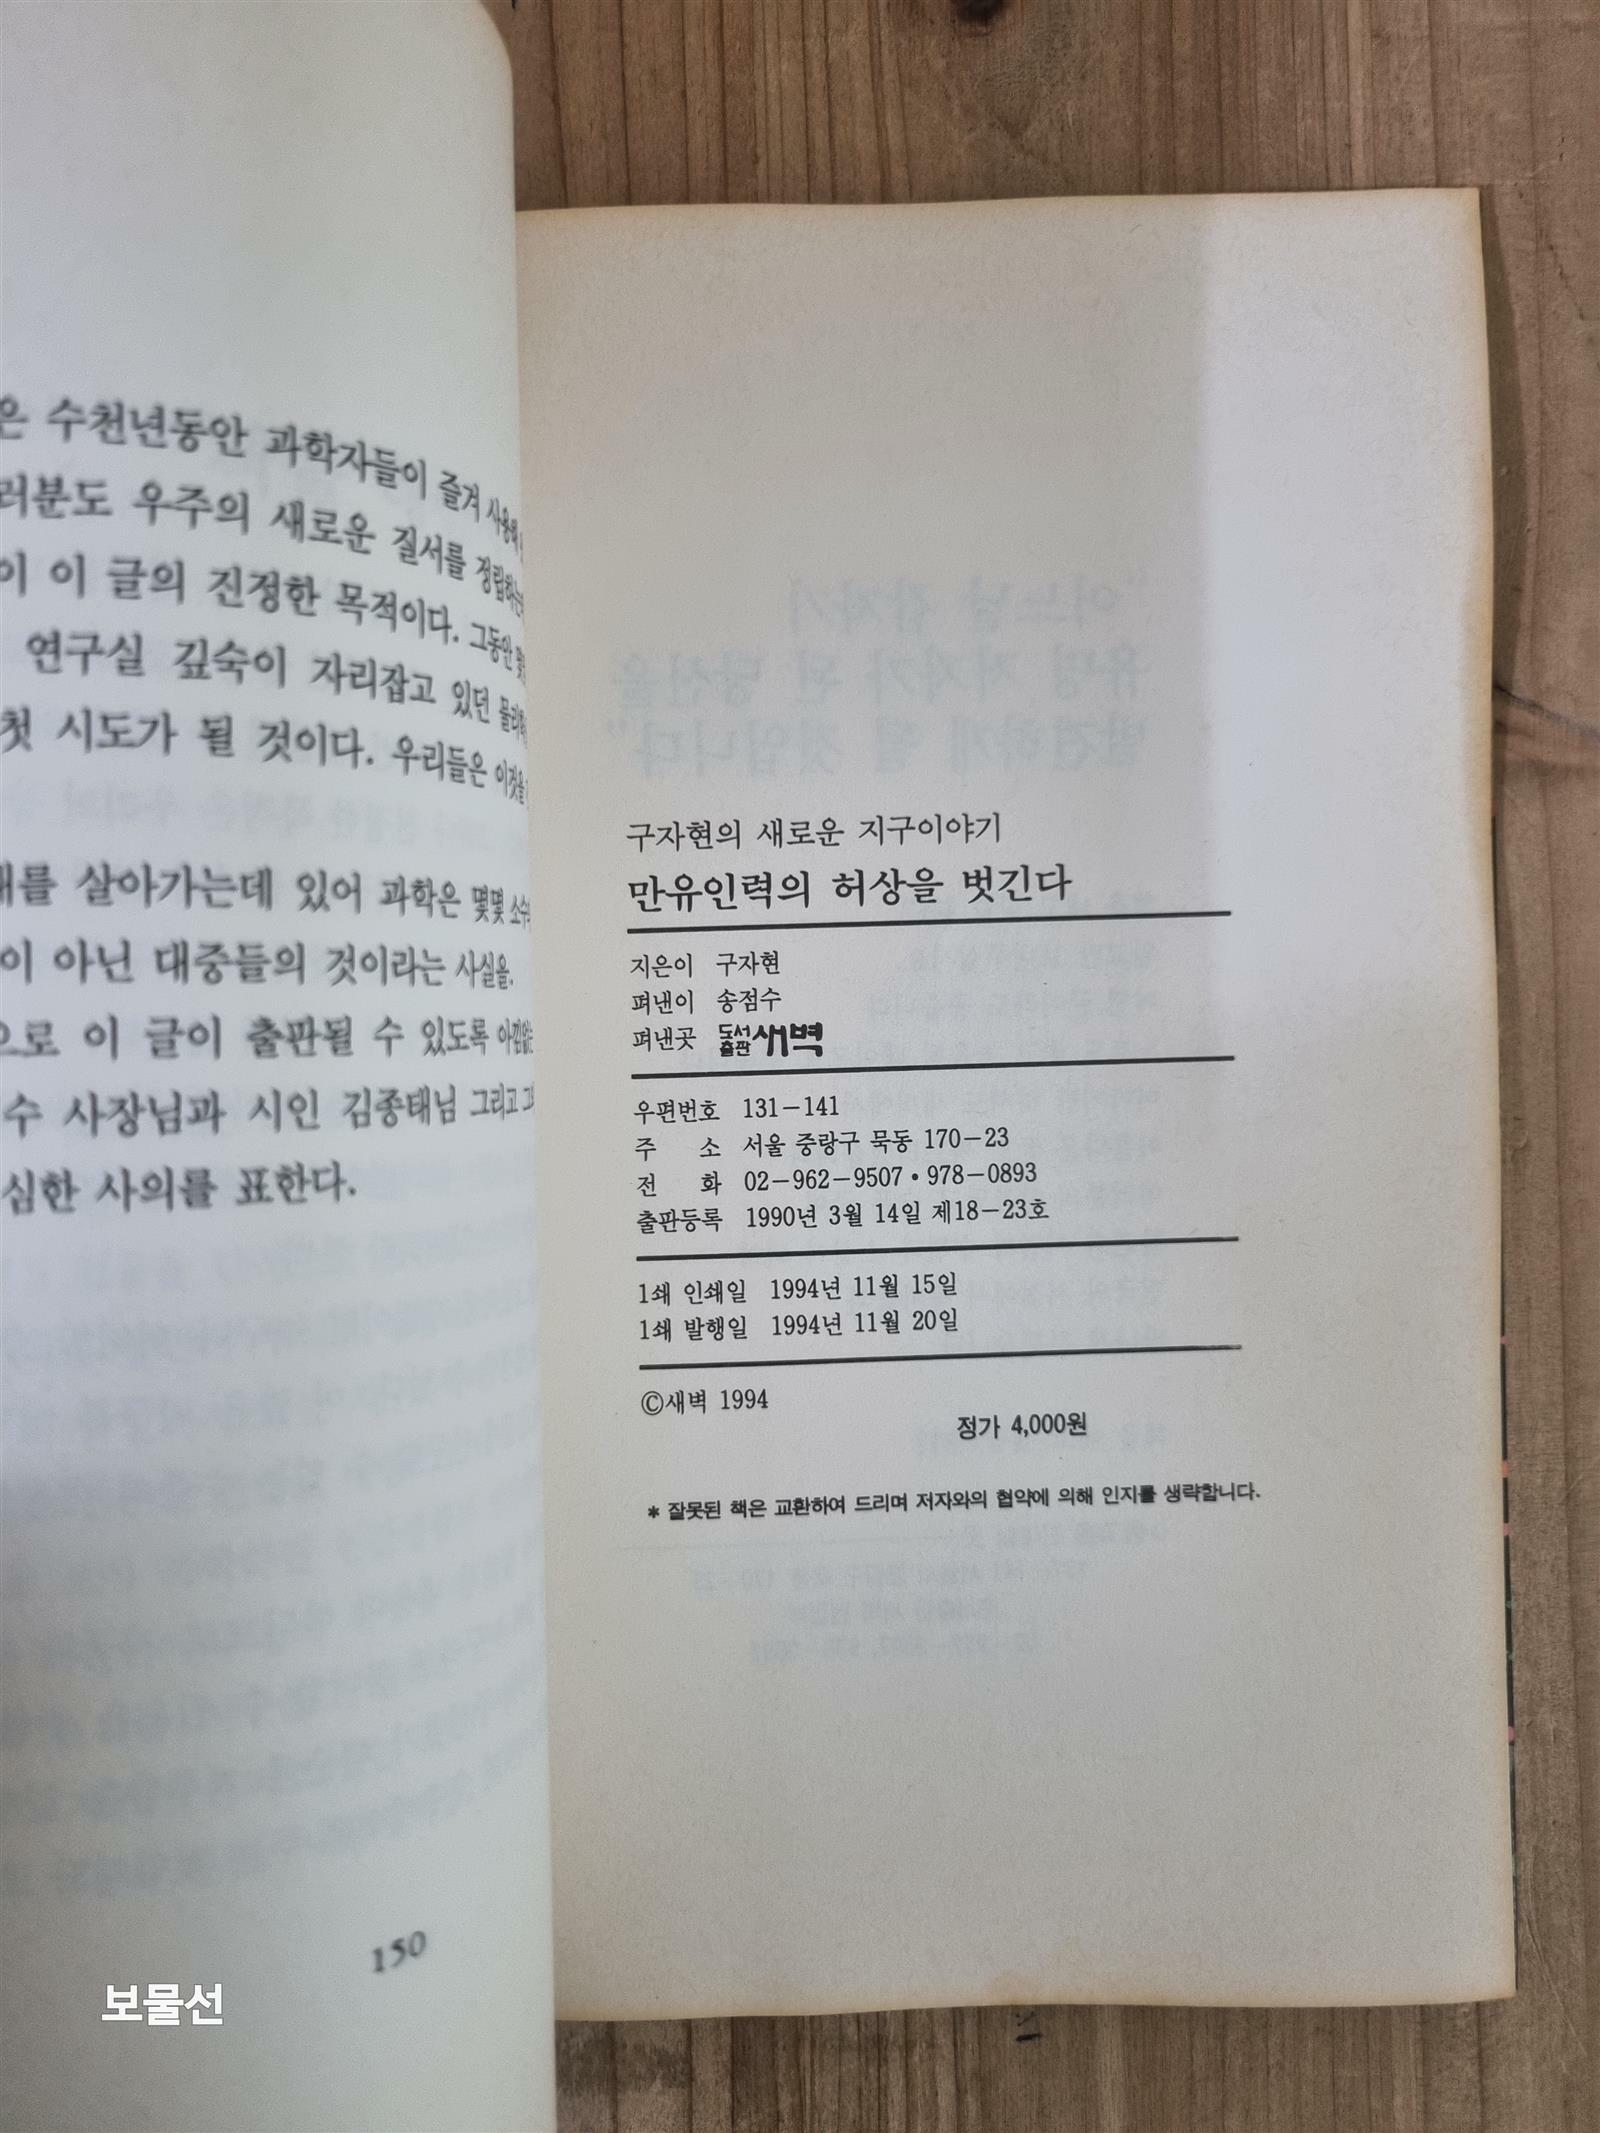 은 수천년동안 과학자들이 즐겨 사용해
러분도 우주의 새로운 질서를 정립하는
이 이 글의 진정한 목적이다. 그동안
연구실 깊숙이 자리잡고 있던
첫 시도가 될 것이다. 우리들은 이것을
대를 살아가는데 있어 과학은 몇몇
이 아닌 대중들의 것이라는 사실을.
으로 이 글이 출판될 수 있도록 아낌없는
수 사장님과 시인 김종태님 그리고
심한 사의를 표한다.
150
보물선
구자현의 새로운 지구이야기
만유인력의 허상을 벗긴다
지은이 구자현
펴낸이 송점수
펴낸곳 도서출판 새벽
우편번호 131-141
주 소 서울 중랑구 묵동 170-23
전 화 02-962-9507·978-0893
출판등록 1990년 3월 14일 제18-23호
1쇄 인쇄일 1994년 11월 15일
1쇄 발행일 1994년 11월 20일
©새벽 1994
정가 4,000원
* 잘못된 책은 교환하여 드리며 저자와의 협약에 의해 인지를 생략합니다.